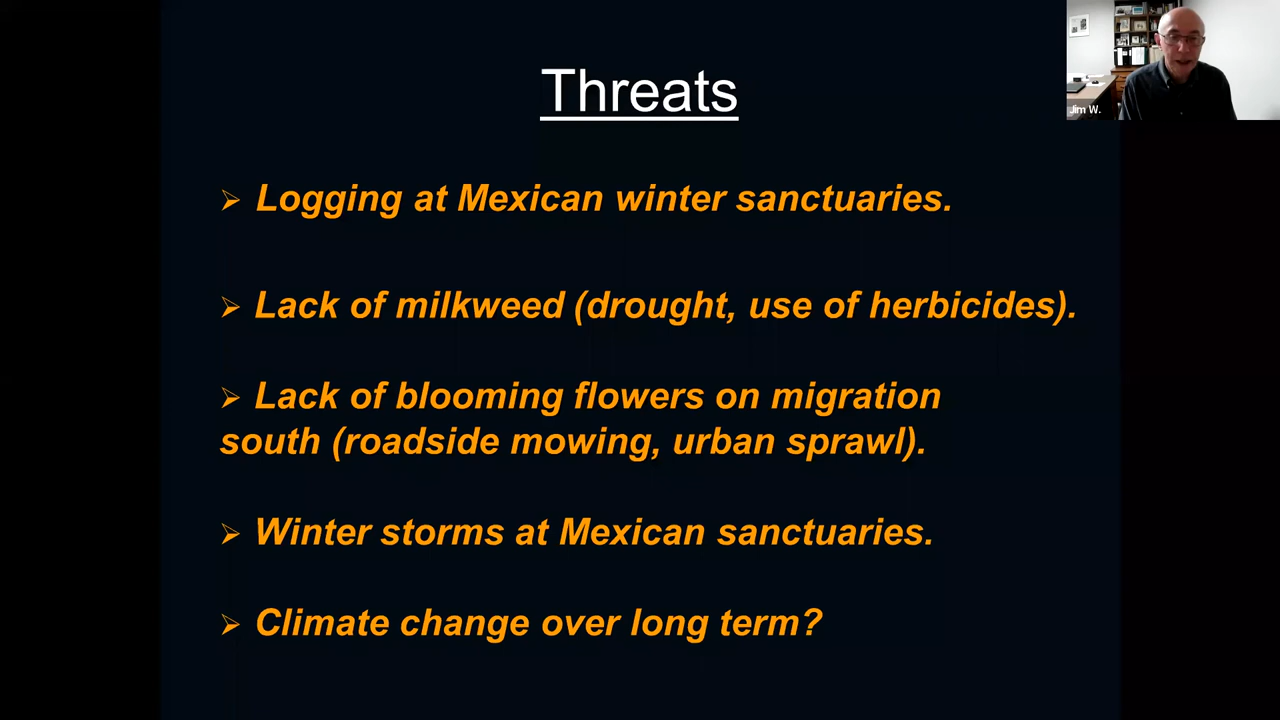 Threats
Jim W.
➢ Logging at Mexican winter sanctuaries.
➢ Lack of milkweed (drought, use of herbicides).
➢ Lack of blooming flowers on migration
south (roadside mowing, urban sprawl).
➢ Winter storms at Mexican sanctuaries.
➢ Climate change over long term?